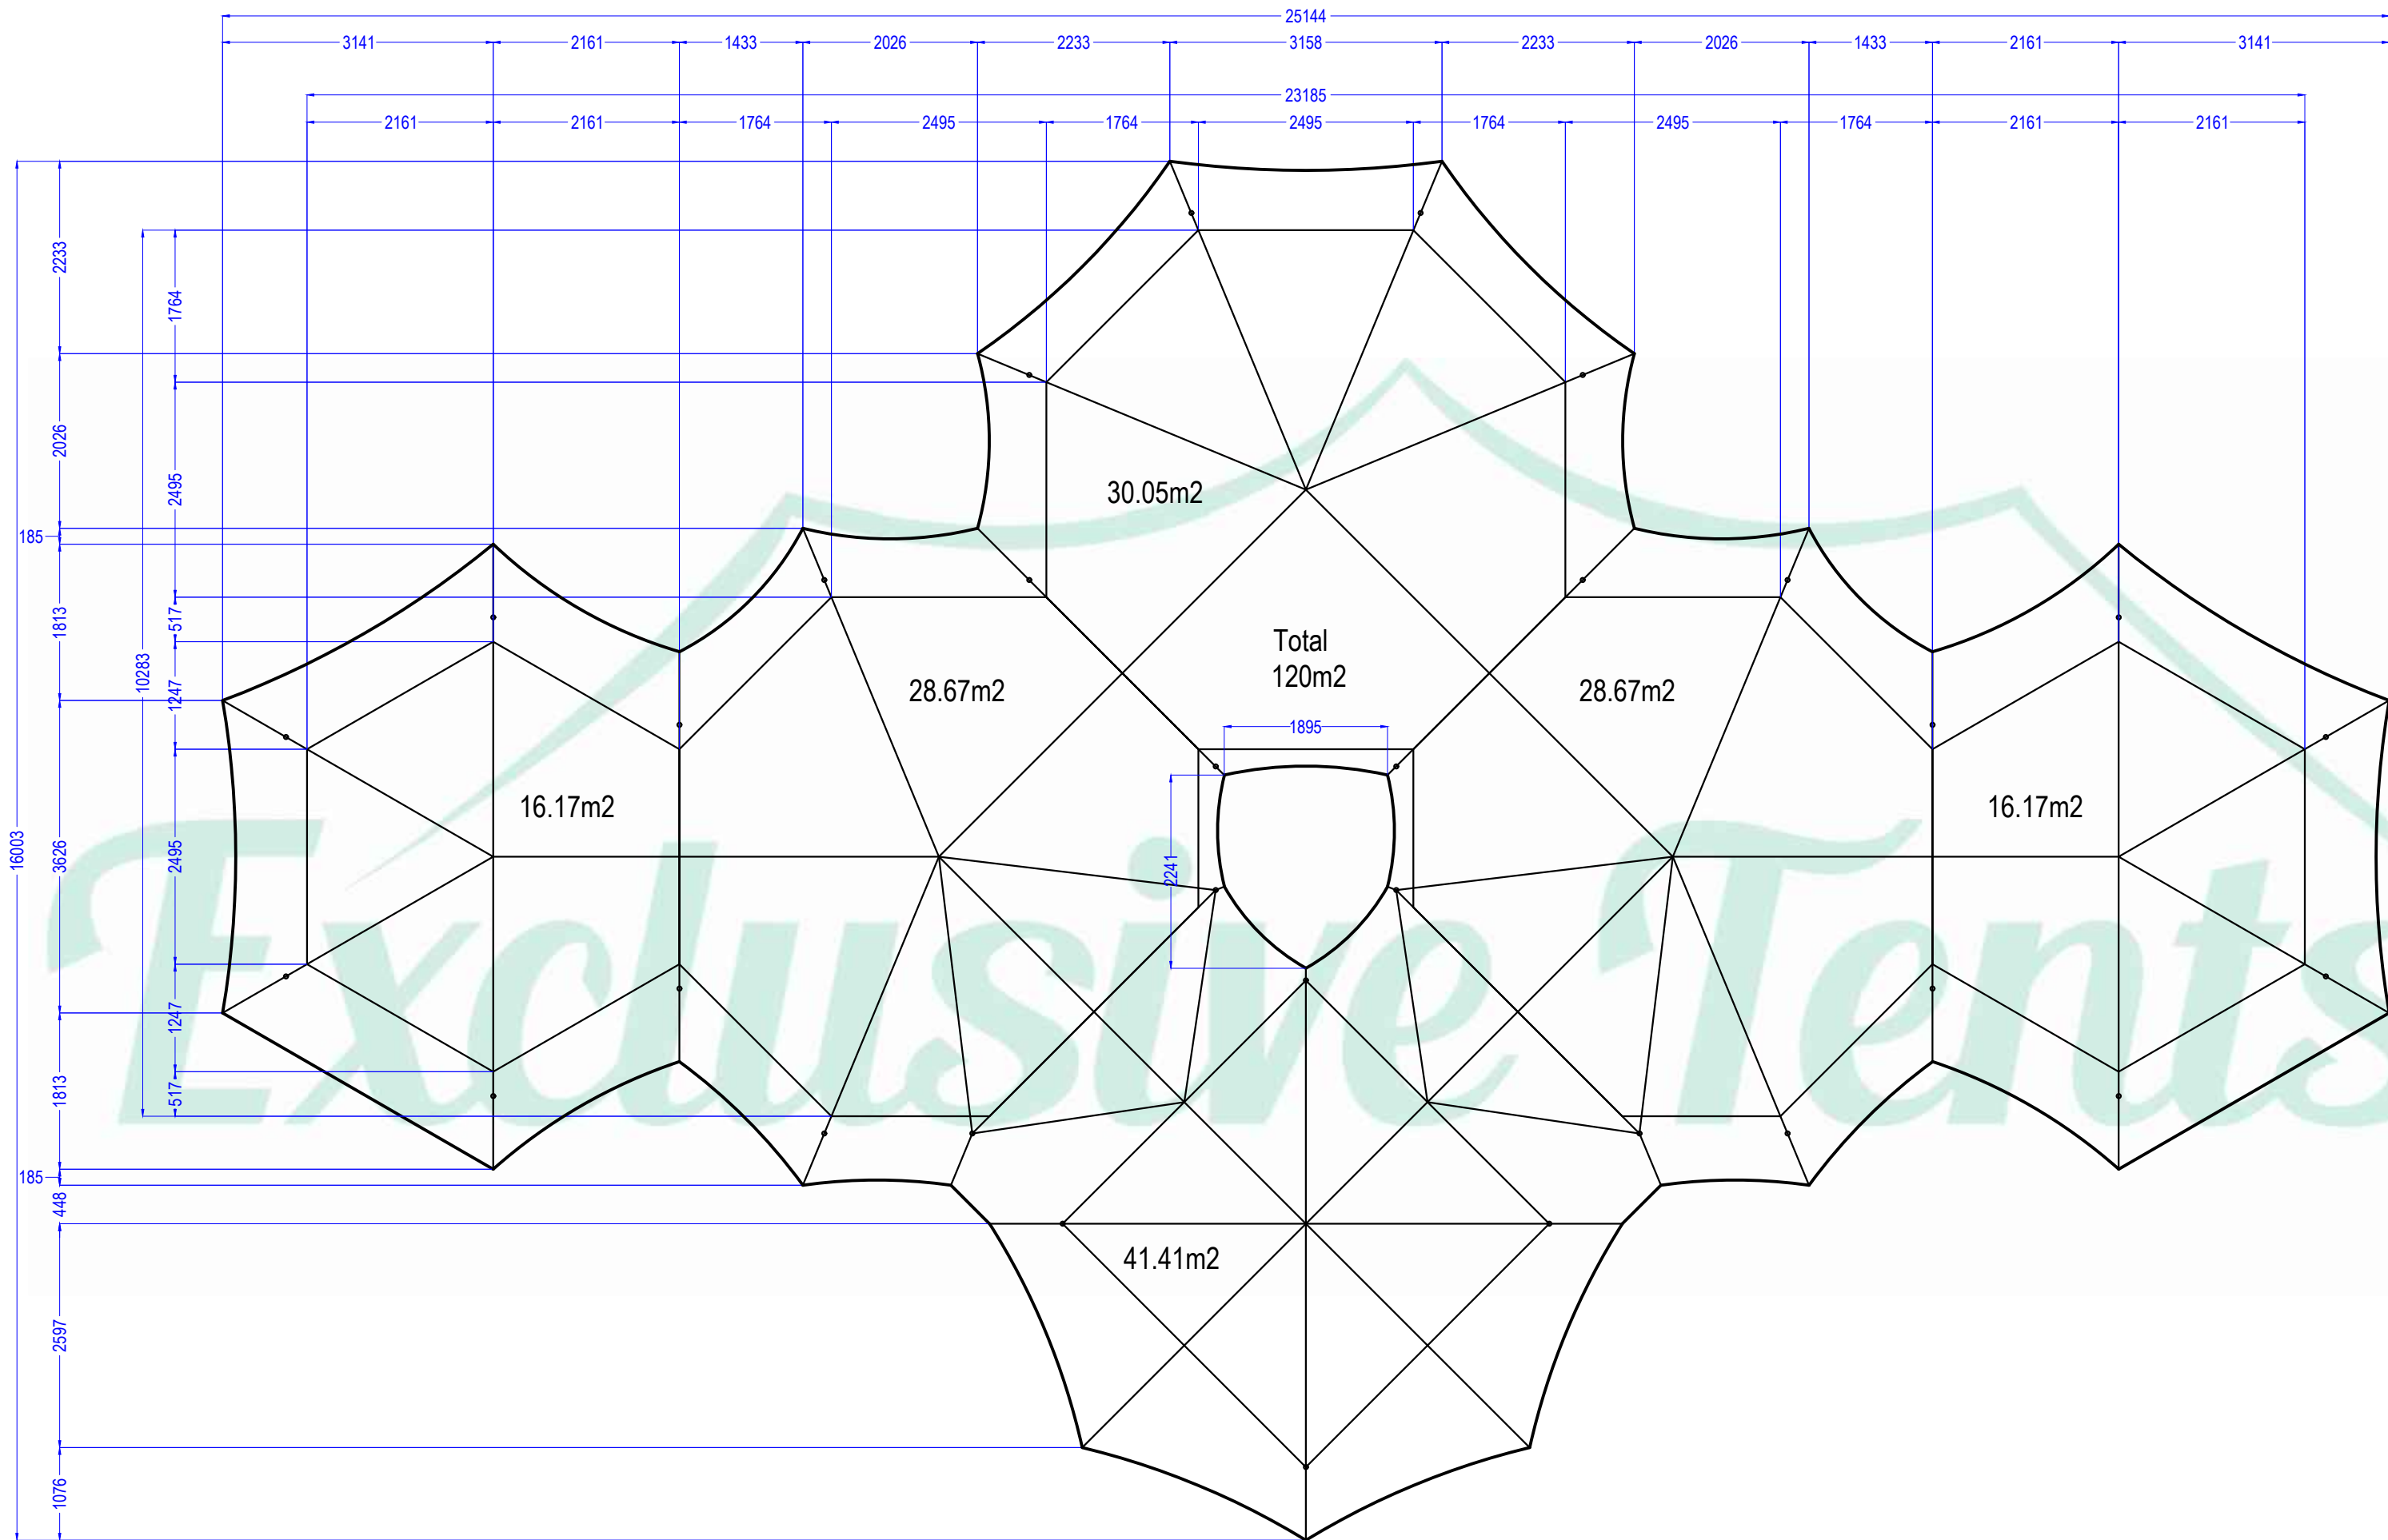 25144
3141 2161 1433 2026 2233 3158 2233 2026 1433 2161 3141
23185
2161 2161 1764 2495 1764 2495 1764 2495 1764 2161 2161
16003
2233
2026
185
1813
3626
1813
185
448
2597
1076
10283
1764
2495
517
1247
2495
1247
517
30.05m2
Total
120m2
28.67m2
28.67m2
1895
2241
16.17m2
16.17m2
41.41m2
Exclusive Tents